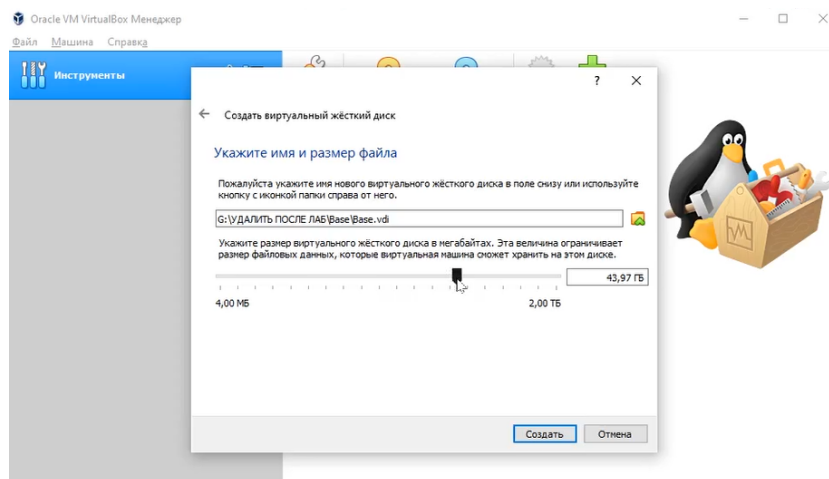 Oracle VM VirtualBox Менеджер
Файл Машина Справка
Инструменты
?
Создать виртуальный жёсткий диск
Укажите имя и размер файла
Пожалуйста укажите имя нового виртуального жёсткого диска в поле снизу или используйте
кнопку с иконкой папки справа от него.
G:\УДАЛИТЬ ПОСЛЕ ЛАБ\Base\Base.vdi
Укажите размер виртуального жёсткого диска в мегабайтах. Эта величина ограничивает
размер файловых данных, которые виртуальная машина сможет хранить на этом диске.
43,97 ГБ
4,00 МБ 2,00 ТБ
Создать Отмена